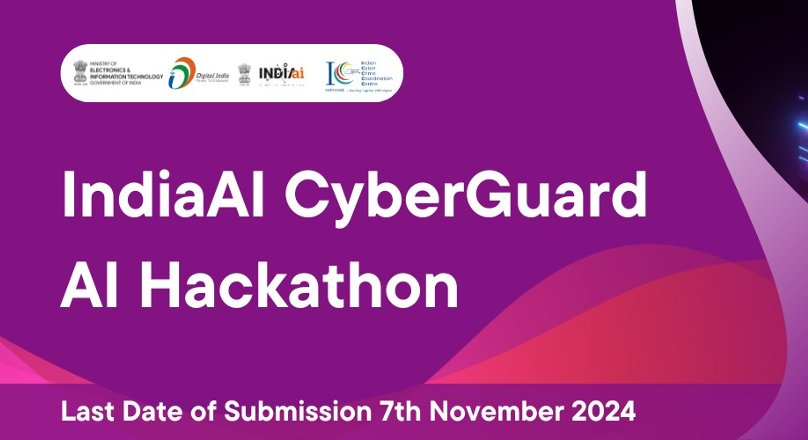 MINISTRY OF
ELECTRONICS &
INFORMATION TECHNOLOGY
GOVERNMENT OF INDIA
Digital India
INDIAai
Indian
Cyber
Crime
Coordination
Centre
IndiaAI CyberGuard
AI Hackathon
Last Date of Submission 7th November 2024